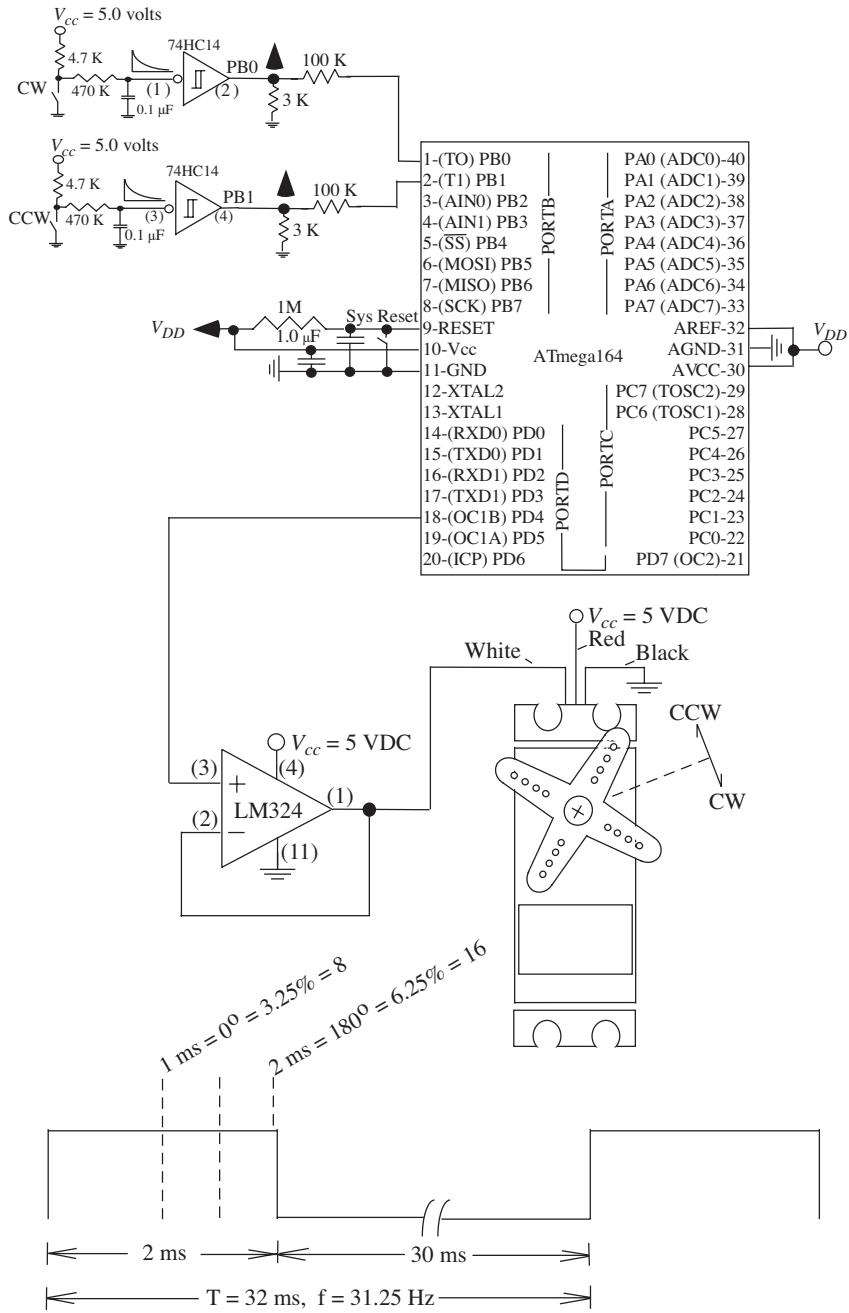 Vcc = 5.0 volts
4.7 K
74HC14
PB0
100 K
CW
470 K
(1)
(2)
0.1 µF
3 K
Vcc = 5.0 volts
4.7 K
74HC14
PB1
100 K
CCW
470 K
(3)
(4)
0.1 µF
3 K
1M
Sys Reset
VDD
1.0 µF
1-(TO) PB0
2-(T1) PB1
3-(AIN0) PB2
4-(AIN1) PB3
5-(S̅S̅) PB4
6-(MOSI) PB5
7-(MISO) PB6
8-(SCK) PB7
9-RESET
10-Vcc
11-GND
12-XTAL2
13-XTAL1
14-(RXD0) PD0
15-(TXD0) PD1
16-(RXD1) PD2
17-(TXD1) PD3
18-(OC1B) PD4
19-(OC1A) PD5
20-(ICP) PD6
PORTB
PORTA
ATmega164
PORTD
PORTC
PA0 (ADC0)-40
PA1 (ADC1)-39
PA2 (ADC2)-38
PA3 (ADC3)-37
PA4 (ADC4)-36
PA5 (ADC5)-35
PA6 (ADC6)-34
PA7 (ADC7)-33
AREF-32
AGND-31
AVCC-30
PC7 (TOSC2)-29
PC6 (TOSC1)-28
PC5-27
PC4-26
PC3-25
PC2-24
PC1-23
PC0-22
PD7 (OC2)-21
VDD
Vcc = 5 VDC
Red
White
Black
CCW
CW
Vcc = 5 VDC
(3)
+
(4)
(1)
LM324
(2)
−
(11)
1 ms = 0° = 3.25% = 8
2 ms = 180° = 6.25% = 16
2 ms
30 ms
T = 32 ms, f = 31.25 Hz